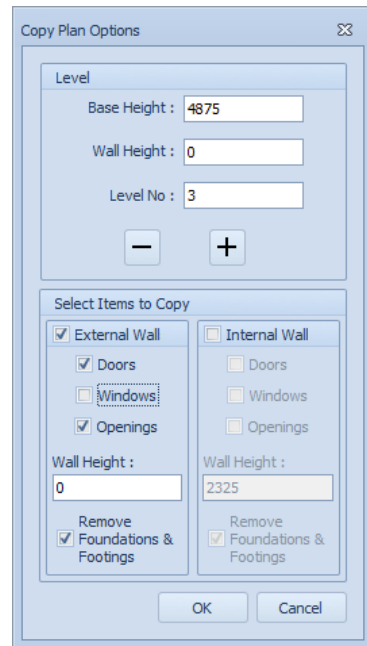 Copy Plan Options
Level
Base Height : 4875
Wall Height : 0
Level No : 3
− +
Select Items to Copy
External Wall
Doors
Windows
Openings
Wall Height :
0
Remove
Foundations &
Footings
Internal Wall
Doors
Windows
Openings
Wall Height :
2325
Remove
Foundations &
Footings
OK Cancel